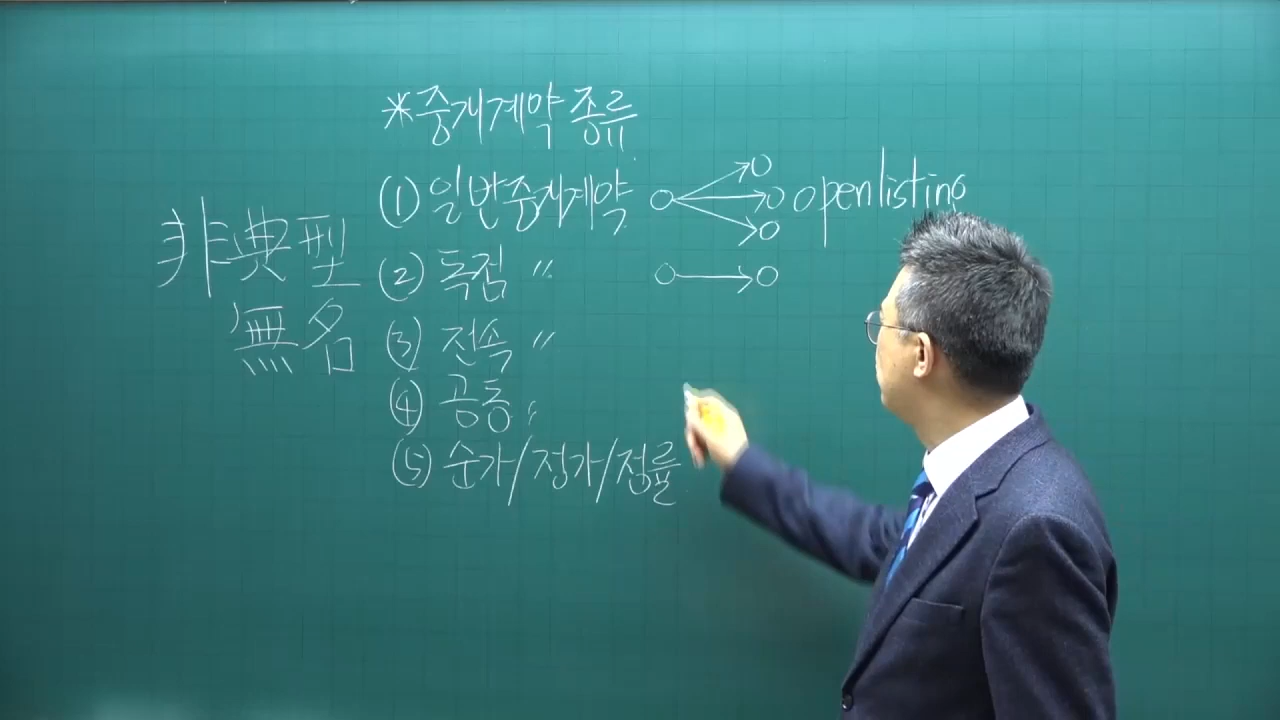 *중개계약 종류
(1) 일반중개계약 openlisting
(2) 독점 〃
(3) 전속 〃
(4) 공동 〃
(5) 순가/정가/정률
非典型
無名